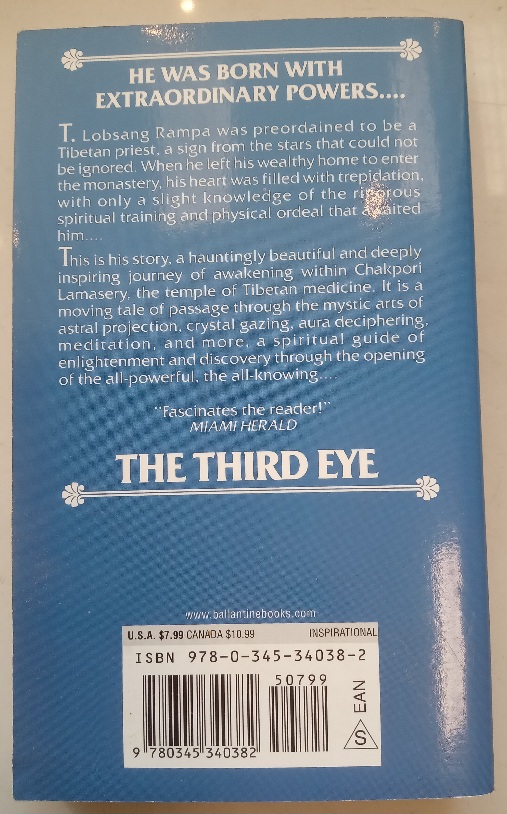 HE WAS BORN WITH
EXTRAORDINARY POWERS....
T. Lobsang Rampa was preordained to be a
Tibetan priest, a sign from the stars that could not
be ignored. When he left his wealthy home to enter
the monastery, his heart was filled with trepidation,
with only a slight knowledge of the rigorous
spiritual training and physical ordeal that awaited
him....
This is his story, a hauntingly beautiful and deeply
inspiring journey of awakening within Chakpori
Lamasery, the temple of Tibetan medicine. It is a
moving tale of passage through the mystic arts of
astral projection, crystal gazing, aura deciphering,
meditation, and more, a spiritual guide of
enlightenment and discovery through the opening
of the all-powerful, the all-knowing....
"Fascinates the reader!"
MIAMI HERALD
THE THIRD EYE
www.ballantinebooks.com
U.S.A. $7.99 CANADA $10.99 INSPIRATIONAL
ISBN 978-0-345-34038-2
50799
9 780345 340382
EAN
S